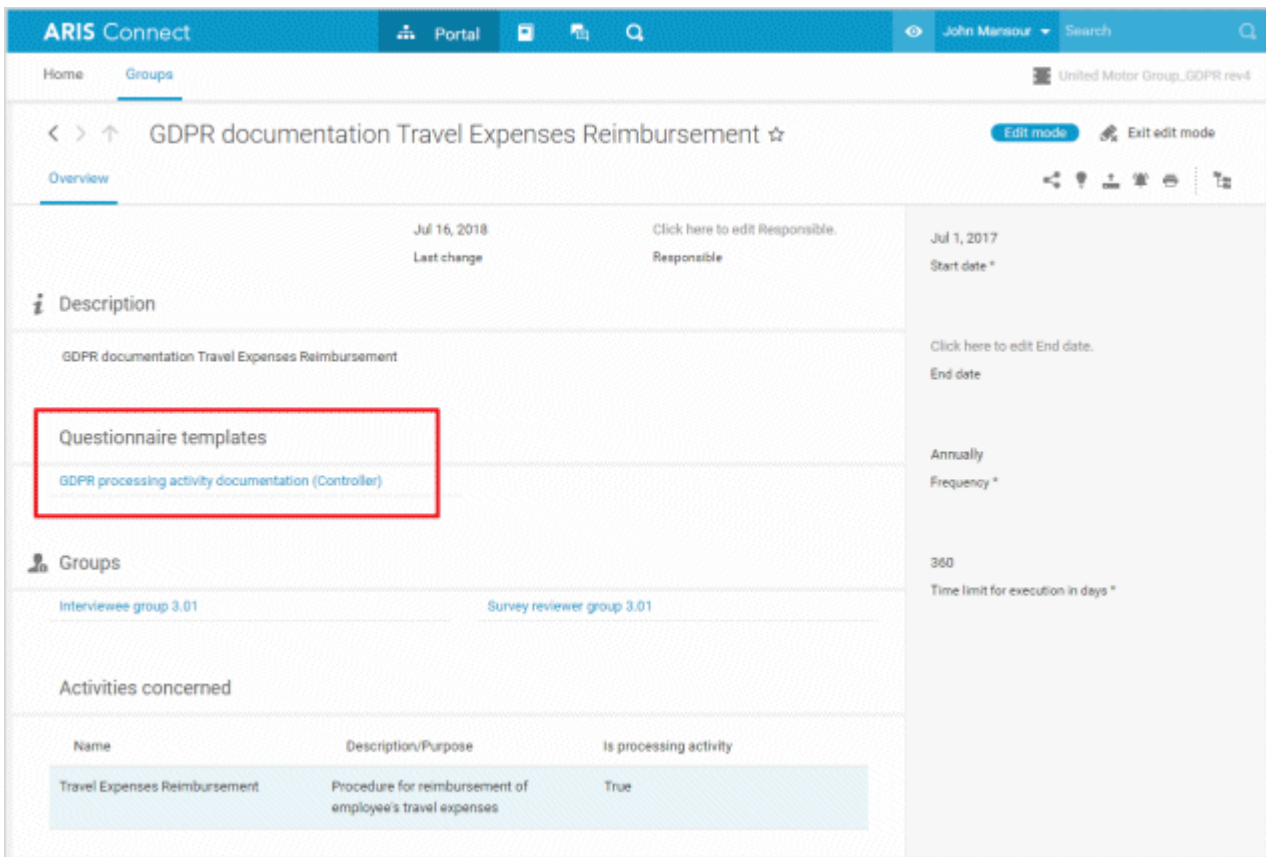 ARIS Connect Portal John Mansour Search
Home Groups United Motor Group_GDPR rev4
GDPR documentation Travel Expenses Reimbursement Edit mode Exit edit mode
Overview
Jul 16, 2018 Click here to edit Responsible.
Last change Responsible
Jul 1, 2017
Start date *
Description
GDPR documentation Travel Expenses Reimbursement
Click here to edit End date.
End date
Questionnaire templates
GDPR processing activity documentation (Controller)
Annually
Frequency *
Groups
Interviewee group 3.01 Survey reviewer group 3.01
360
Time limit for execution in days *
Activities concerned
Name Description/Purpose Is processing activity
Travel Expenses Reimbursement Procedure for reimbursement of True
employee's travel expenses